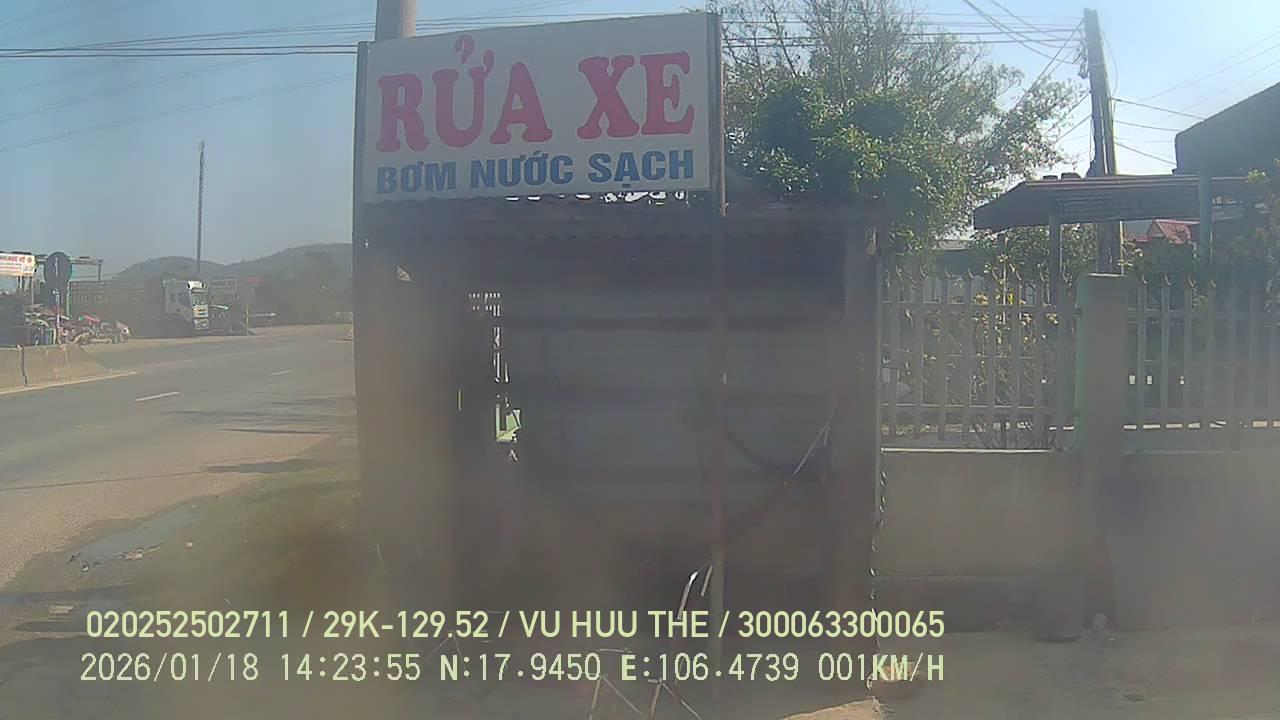 RỬA XE
BƠM NƯỚC SẠCH
020252502711 / 29K-129.52 / VU HUU THE / 300063300065
2026/01/18 14:23:55 N:17.9450 E:106.4739 001KM/H